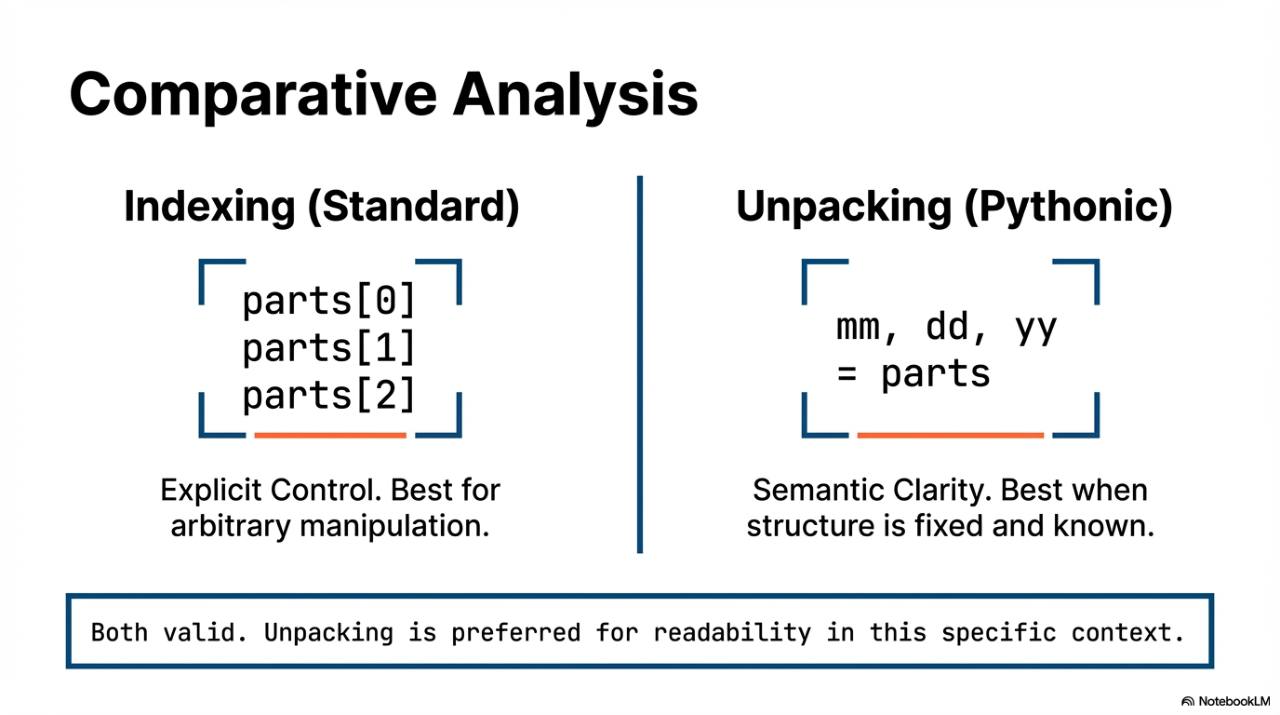 Comparative Analysis
Indexing (Standard)
parts[0]
parts[1]
parts[2]
Explicit Control. Best for
arbitrary manipulation.
Unpacking (Pythonic)
mm, dd, yy
= parts
Semantic Clarity. Best when
structure is fixed and known.
Both valid. Unpacking is preferred for readability in this specific context.
NotebookLM